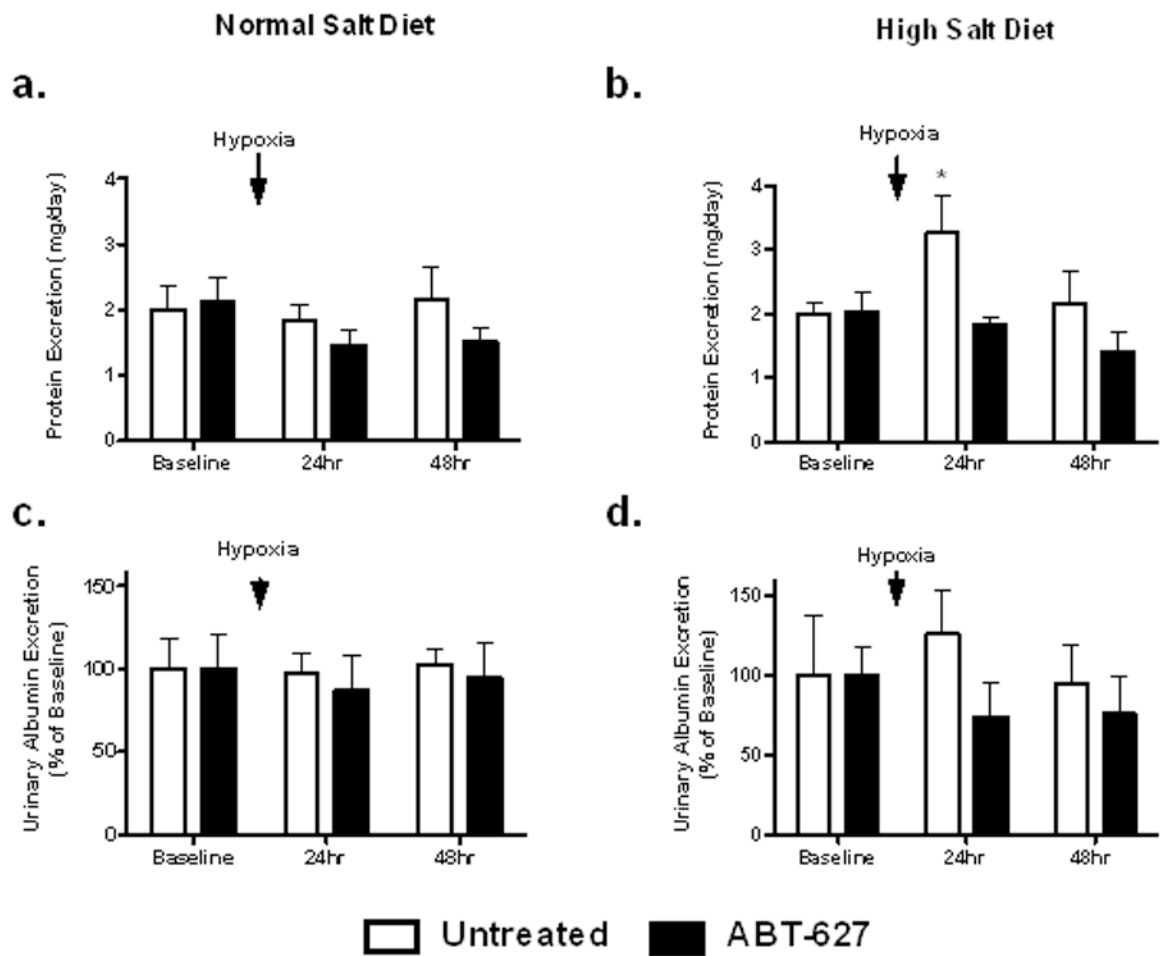 Normal Salt Diet
High Salt Diet
a.
Hypoxia
Protein Excretion (mg/day)
4
3
2
1
0
Baseline 24hr 48hr
b.
Hypoxia
*
Protein Excretion (mg/day)
4
3
2
1
0
Baseline 24hr 48hr
c.
Hypoxia
Urinary Albumin Excretion
(% of Baseline)
150
100
50
0
Baseline 24hr 48hr
d.
Hypoxia
Urinary Albumin Excretion
(% of Baseline)
150
100
50
0
Baseline 24hr 48hr
Untreated ABT-627